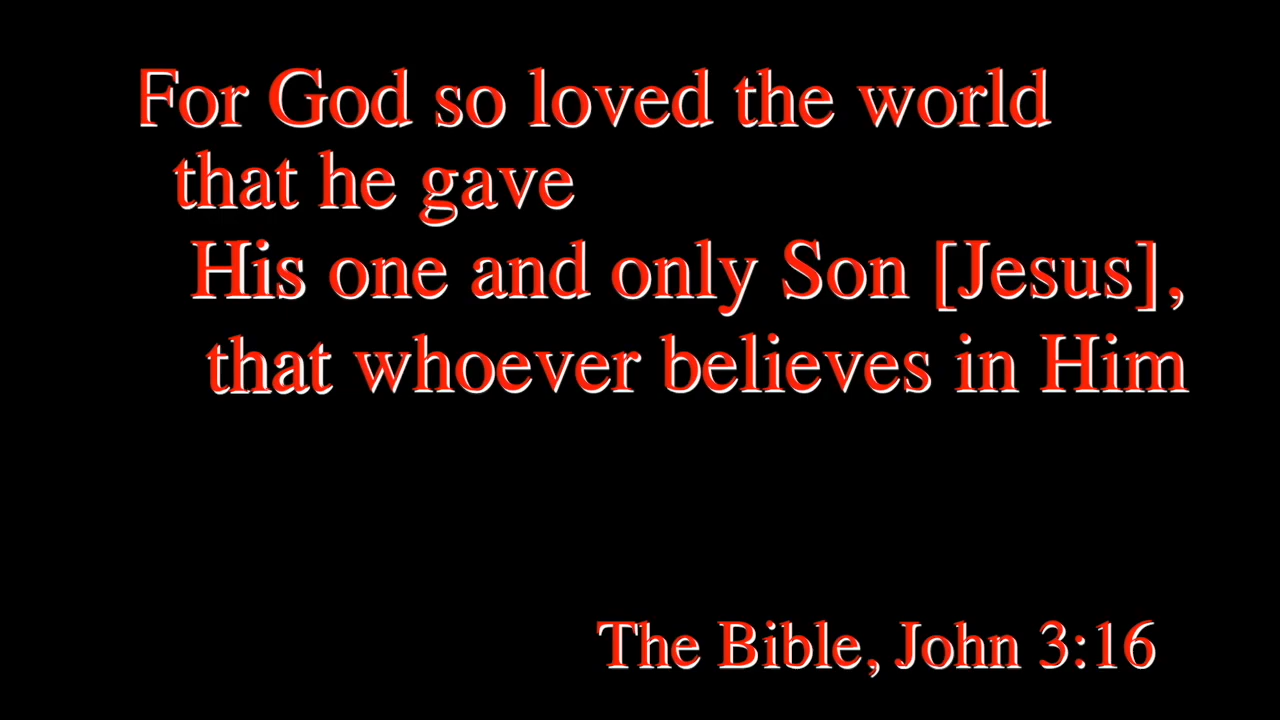 For God so loved the world
that he gave
His one and only Son [Jesus],
that whoever believes in Him
The Bible, John 3:16